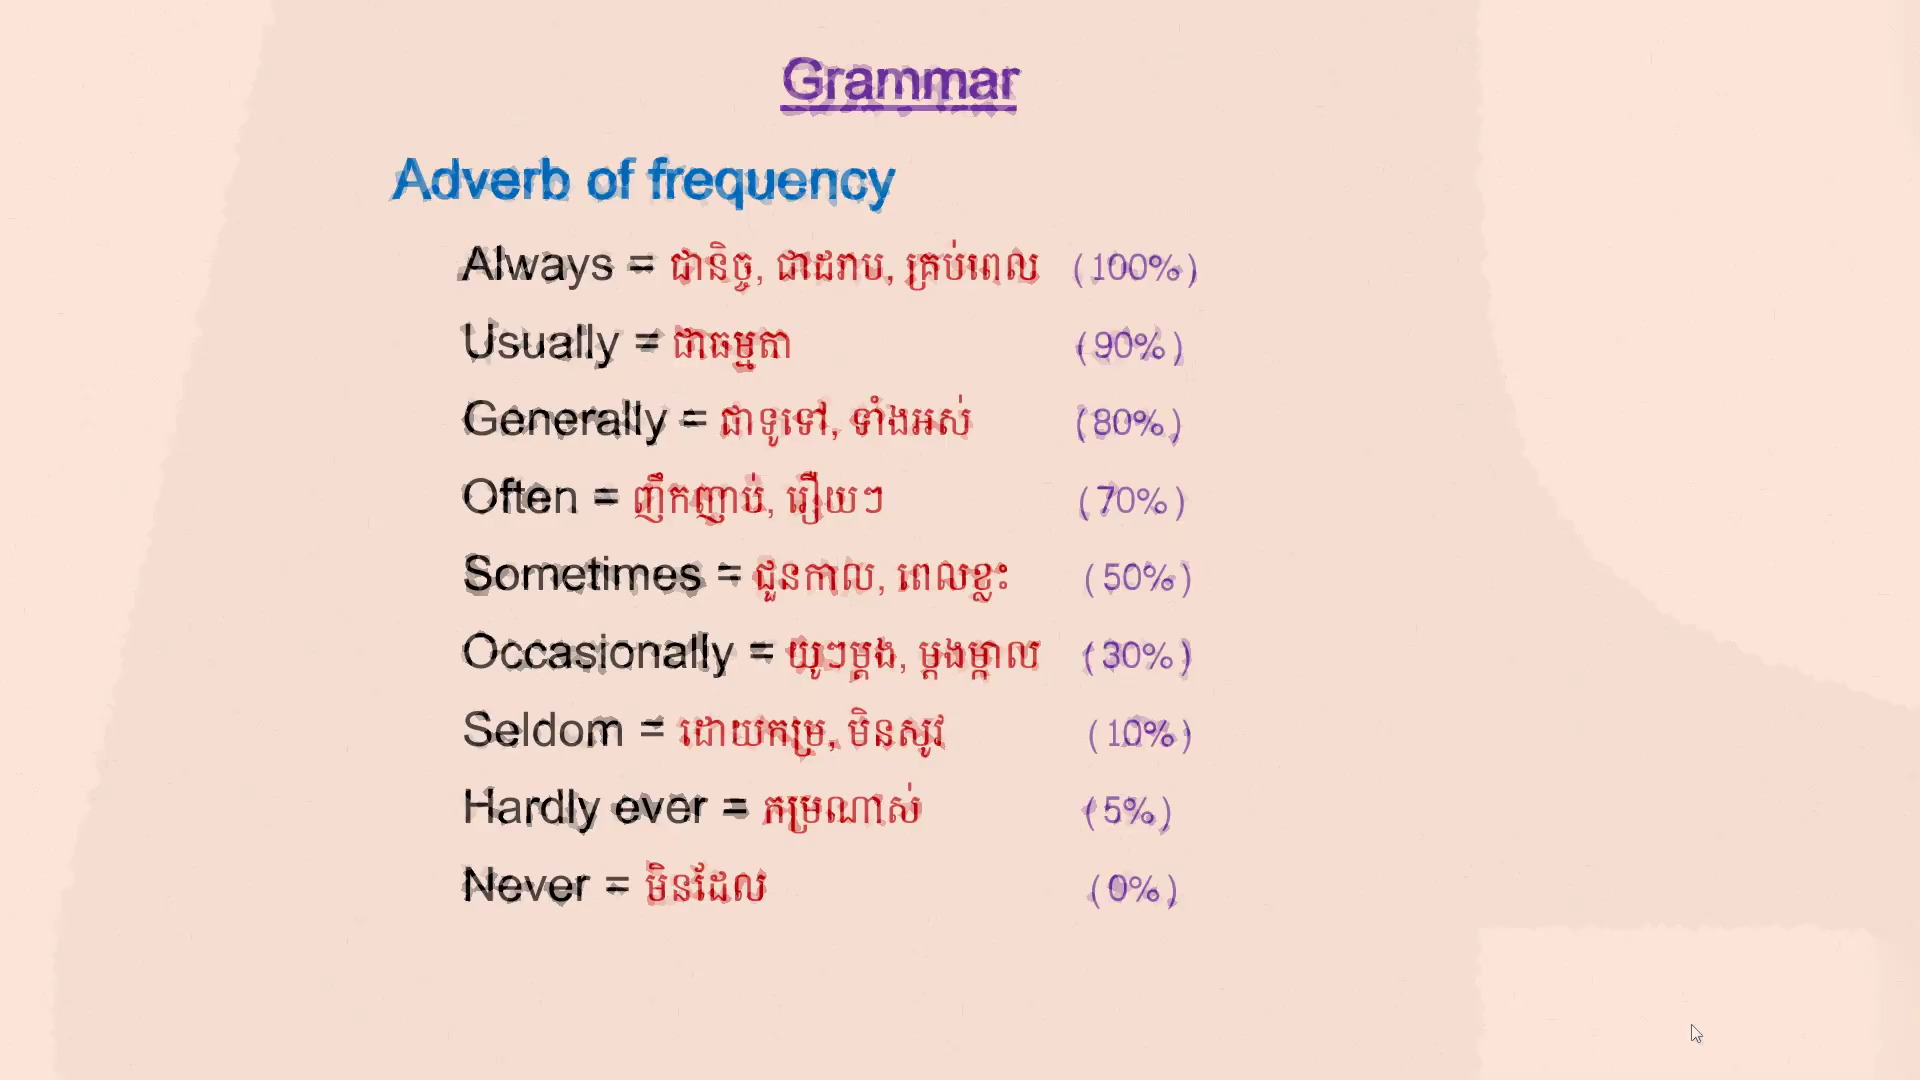 Grammar
Adverb of frequency
Always = ជានិច្ច, ជាដរាប, គ្រប់ពេល (100%)
Usually = ជាធម្មតា (90%)
Generally = ជាទូទៅ, ទាំងអស់ (80%)
Often = ញឹកញាប់, រឿយៗ (70%)
Sometimes = ជួនកាល, ពេលខ្លះ (50%)
Occasionally = យូៗម្តង, ម្តងម្កាល (30%)
Seldom = ដោយកម្រ, មិនសូវ (10%)
Hardly ever = កម្រណាស់ (5%)
Never = មិនដែល (0%)